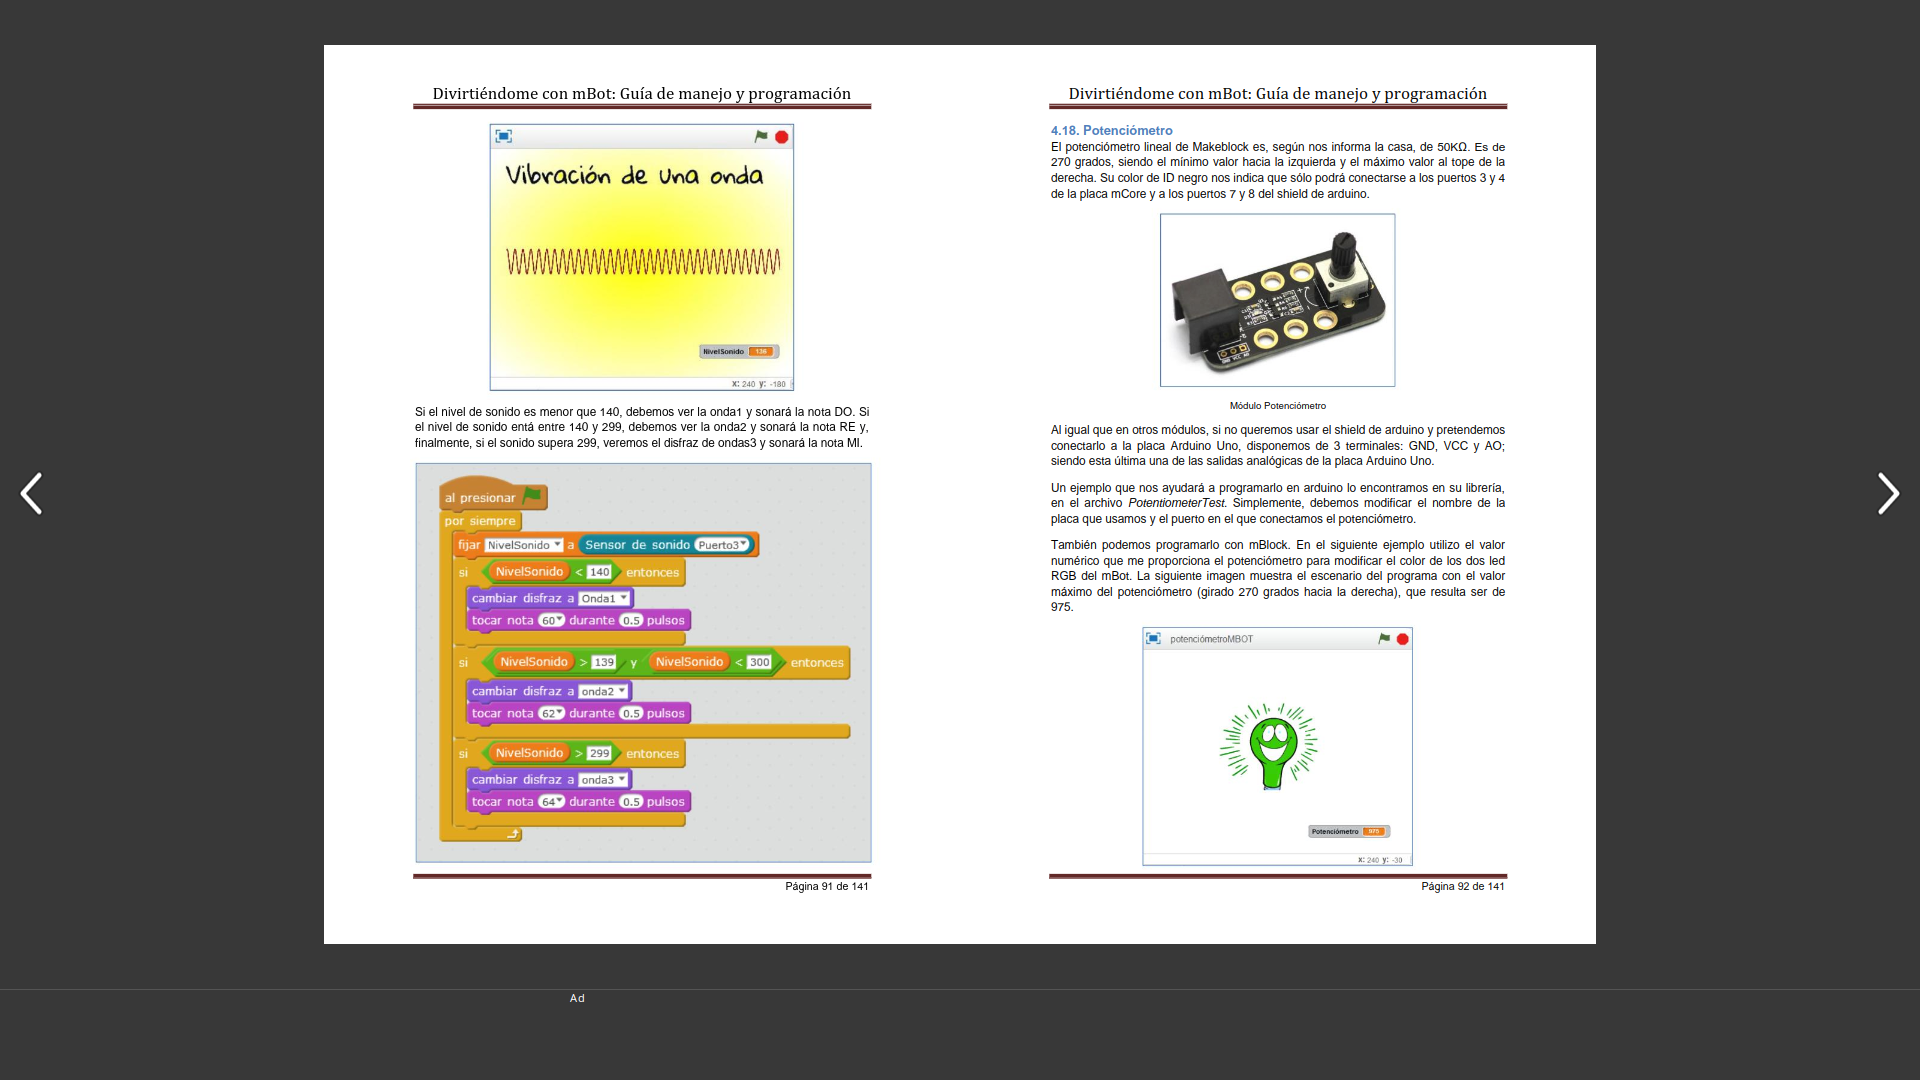 Divirtiéndome con mBot: Guía de manejo y programación
Vibración de una onda
NivelSonido 136
x: 240 y: -180
Si el nivel de sonido es menor que 140, debemos ver la onda1 y sonará la nota DO. Si
el nivel de sonido entá entre 140 y 299, debemos ver la onda2 y sonará la nota RE y,
finalmente, si el sonido supera 299, veremos el disfraz de ondas3 y sonará la nota MI.
al presionar
por siempre
fijar NivelSonido a Sensor de sonido Puerto3
si NivelSonido < 140 entonces
cambiar disfraz a Onda1
tocar nota 60 durante 0.5 pulsos
si NivelSonido > 139 y NivelSonido < 300 entonces
cambiar disfraz a onda2
tocar nota 62 durante 0.5 pulsos
si NivelSonido > 299 entonces
cambiar disfraz a onda3
tocar nota 64 durante 0.5 pulsos
Página 91 de 141
Divirtiéndome con mBot: Guía de manejo y programación
4.18. Potenciómetro
El potenciómetro lineal de Makeblock es, según nos informa la casa, de 50KΩ. Es de
270 grados, siendo el mínimo valor hacia la izquierda y el máximo valor al tope de la
derecha. Su color de ID negro nos indica que sólo podrá conectarse a los puertos 3 y 4
de la placa mCore y a los puertos 7 y 8 del shield de arduino.
GND VCC AO
Módulo Potenciómetro
Al igual que en otros módulos, si no queremos usar el shield de arduino y pretendemos
conectarlo a la placa Arduino Uno, disponemos de 3 terminales: GND, VCC y AO;
siendo esta última una de las salidas analógicas de la placa Arduino Uno.
Un ejemplo que nos ayudará a programarlo en arduino lo encontramos en su librería,
en el archivo PotentiometerTest. Simplemente, debemos modificar el nombre de la
placa que usamos y el puerto en el que conectamos el potenciómetro.
También podemos programarlo con mBlock. En el siguiente ejemplo utilizo el valor
numérico que me proporciona el potenciómetro para modificar el color de los dos led
RGB del mBot. La siguiente imagen muestra el escenario del programa con el valor
máximo del potenciómetro (girado 270 grados hacia la derecha), que resulta ser de
975.
potenciómetroMBOT
Potenciómetro 975
x: 240 y: -30
Página 92 de 141
Ad